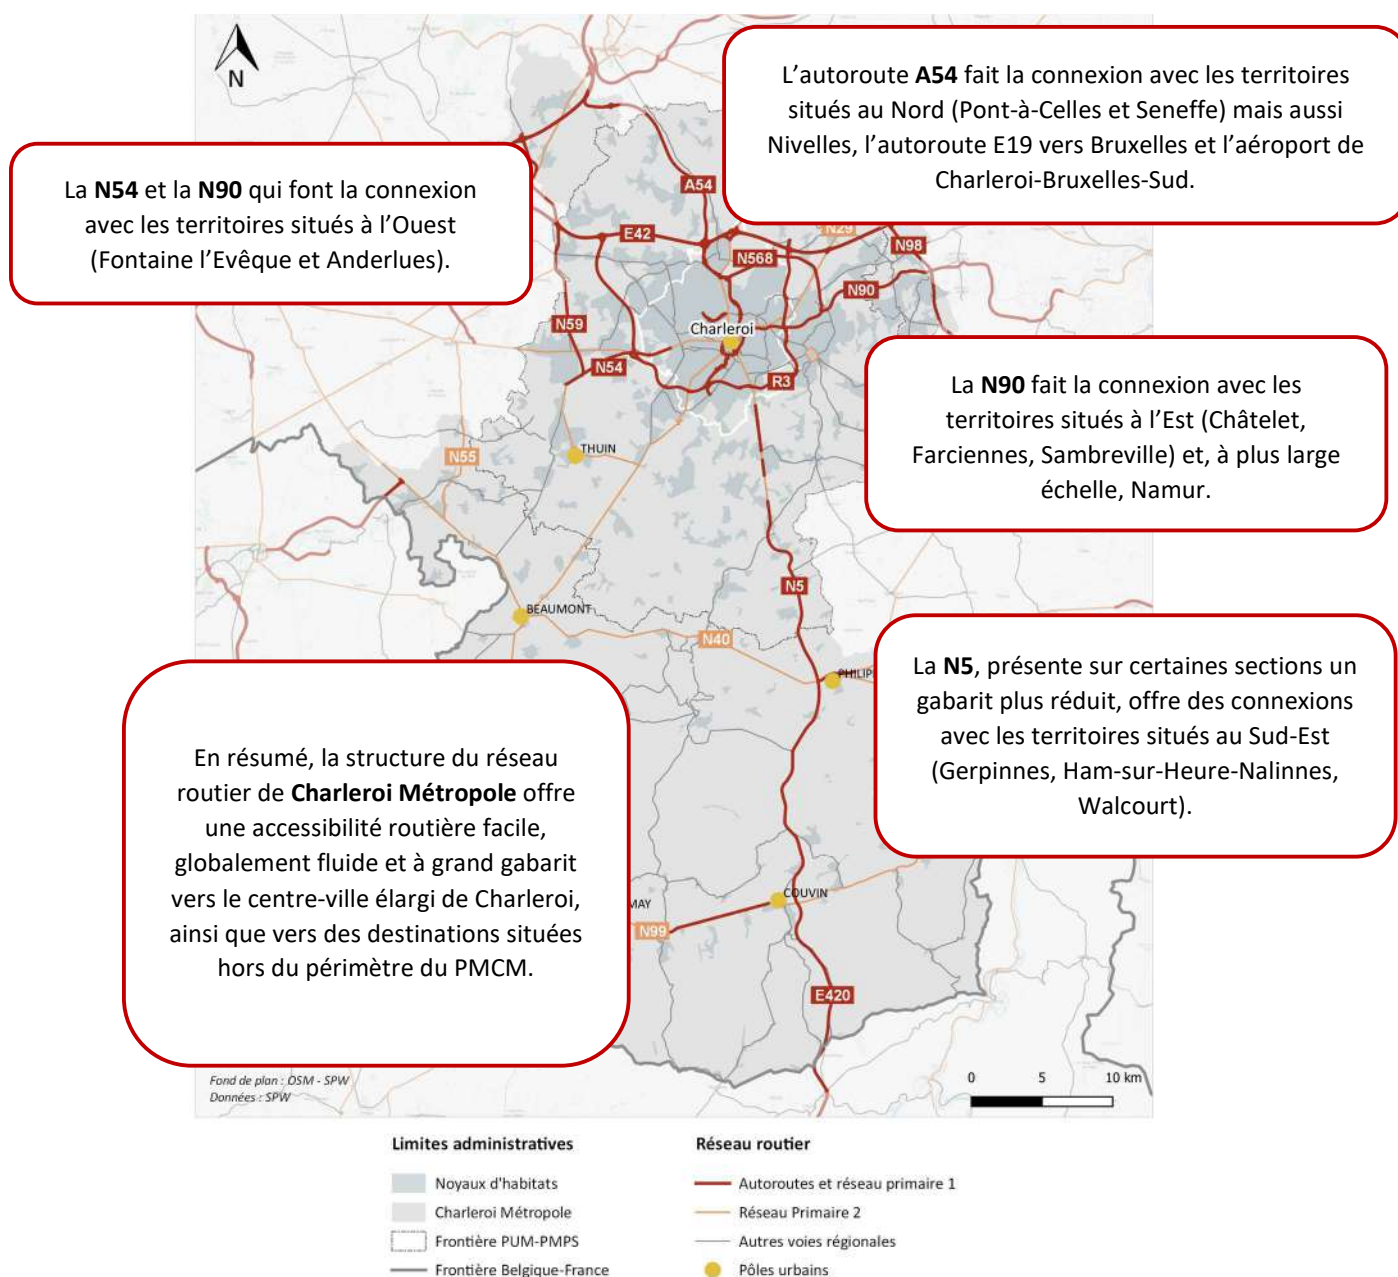 N
L’autoroute A54 fait la connexion avec les territoires
situés au Nord (Pont-à-Celles et Seneffe) mais aussi
Nivelles, l’autoroute E19 vers Bruxelles et l’aéroport de
Charleroi-Bruxelles-Sud.
La N54 et la N90 qui font la connexion
avec les territoires situés à l’Ouest
(Fontaine l’Evêque et Anderlues).
A54
E42
N29
N98
N568
N90
N59
Charleroi
N54
R3
La N90 fait la connexion avec les
territoires situés à l’Est (Châtelet,
Farciennes, Sambreville) et, à plus large
échelle, Namur.
THUIN
N55
N5
BEAUMONT
N40
PHILIP
La N5, présente sur certaines sections un
gabarit plus réduit, offre des connexions
avec les territoires situés au Sud-Est
(Gerpinnes, Ham-sur-Heure-Nalinnes,
Walcourt).
En résumé, la structure du réseau
routier de Charleroi Métropole offre
une accessibilité routière facile,
globalement fluide et à grand gabarit
vers le centre-ville élargi de Charleroi,
ainsi que vers des destinations situées
hors du périmètre du PMCM.
COUVIN
MAY
N99
E420
Fond de plan : OSM - SPW
Données : SPW
0 5 10 km
Limites administratives
Noyaux d'habitats
Charleroi Métropole
Frontière PUM-PMPS
Frontière Belgique-France
Réseau routier
Autoroutes et réseau primaire 1
Réseau Primaire 2
Autres voies régionales
Pôles urbains